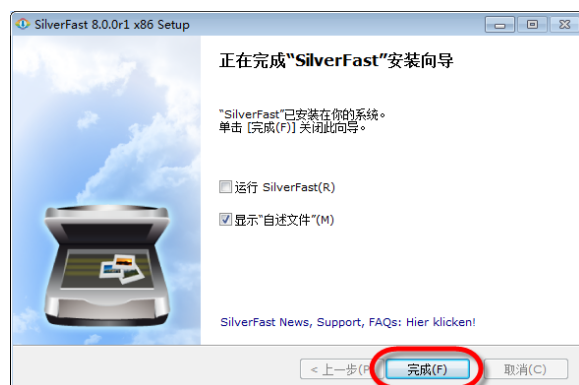 SilverFast 8.0.0r1 x86 Setup
正在完成“SilverFast”安装向导
“SilverFast”已安装在你的系统。
单击 [完成(F)] 关闭此向导。
运行 SilverFast(R)
显示“自述文件”(M)
SilverFast News, Support, FAQs: Hier klicken!
< 上一步(P 完成(F) 取消(C)